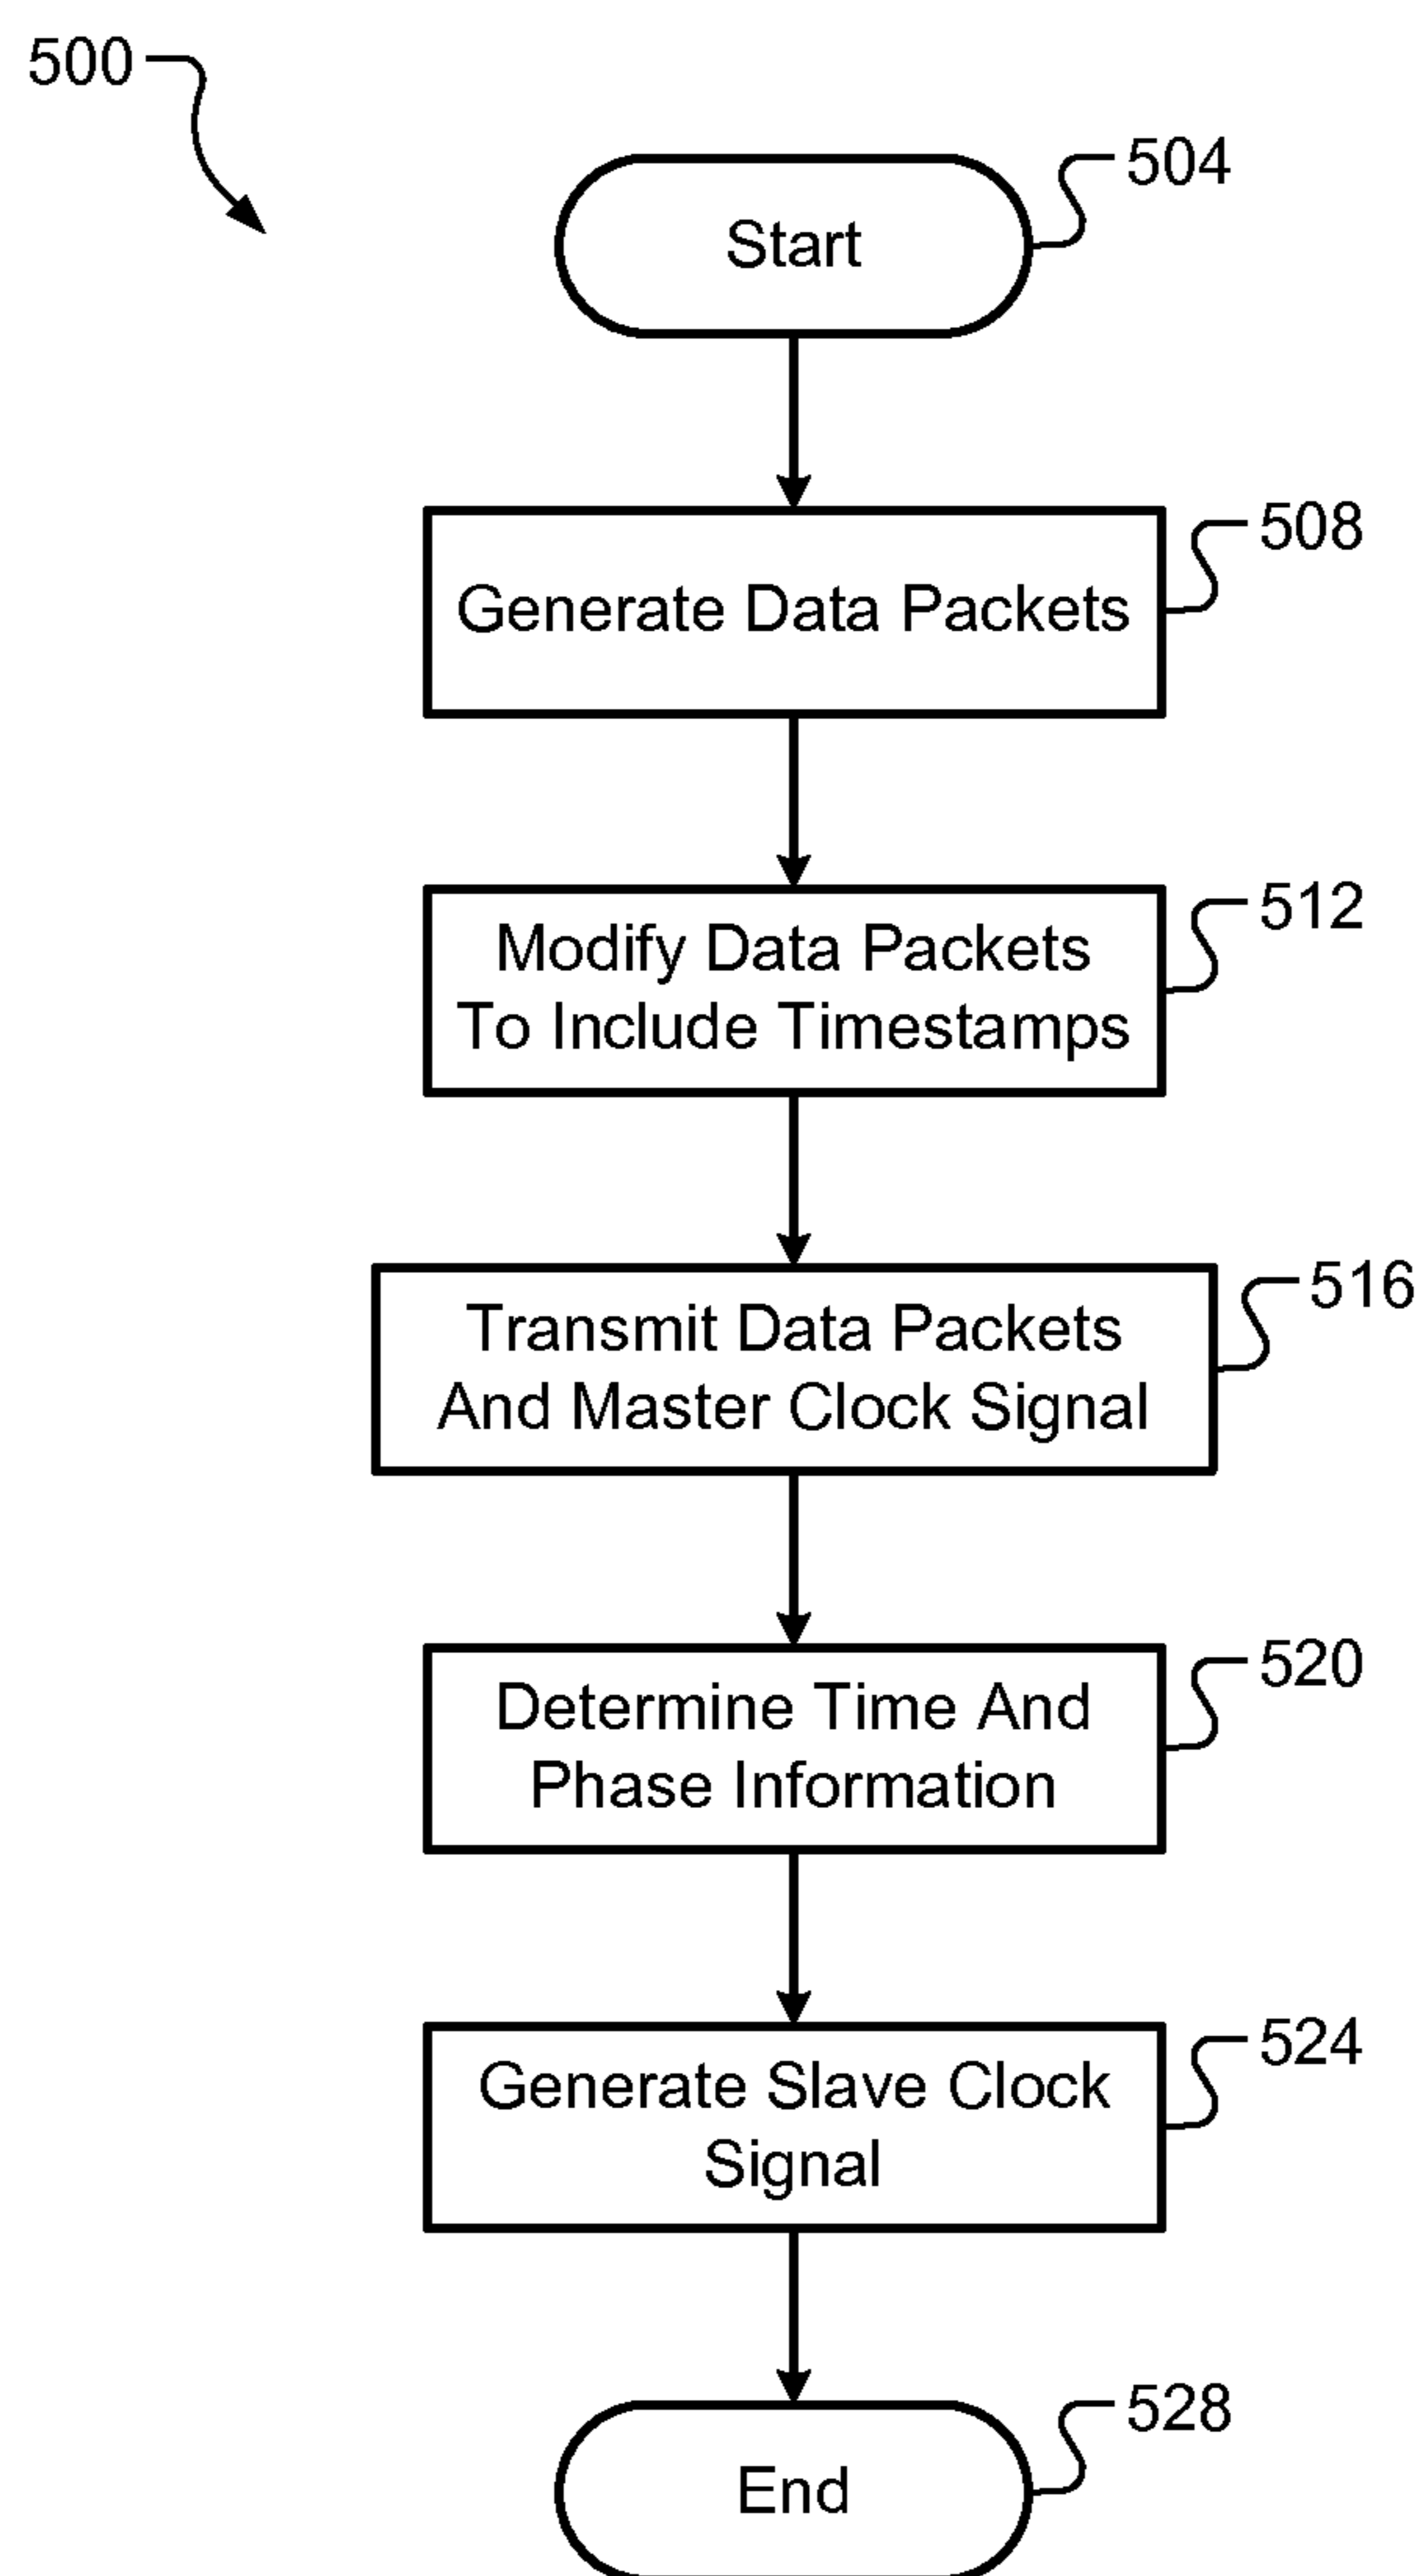 500
504
Start
508
Generate Data Packets
512
Modify Data Packets
To Include Timestamps
516
Transmit Data Packets
And Master Clock Signal
520
Determine Time And
Phase Information
524
Generate Slave Clock
Signal
528
End